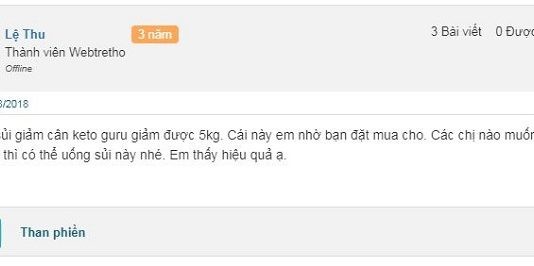 Lệ Thu 3 năm 3 Bài viết 0 Được
Thành viên Webtretho
Offline
/2018
giảm cân keto guru giảm được 5kg. Cái này em nhờ bạn đặt mua cho. Các chị nào
thì có thể uống sủi này nhé. Em thấy hiệu quả ạ.
Than phiền